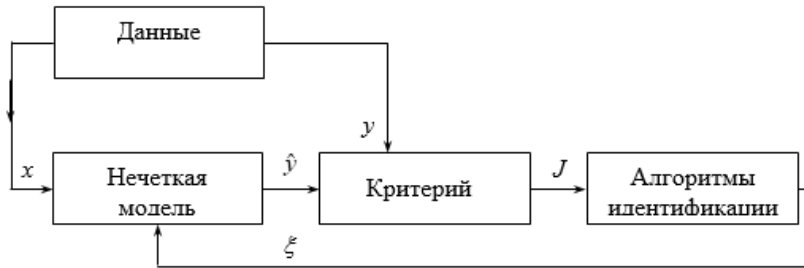 Данные
y
x
Нечеткая
модель
ŷ
Критерий
J
Алгоритмы
идентификации
ξ